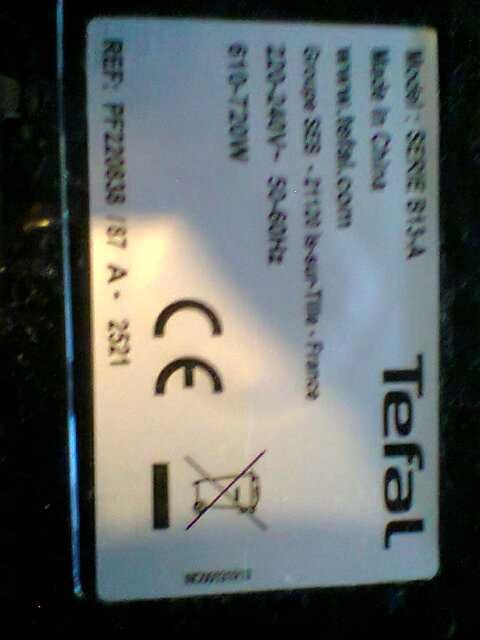 Model : SERIE B13-A
Tefal
Made in China
www.tefal.com
Groupe SEB - 21120 Is-sur-Tille - France
220-240V~ 50-60Hz
610-720W
CE
REF: PF220838 /87 A - 2521